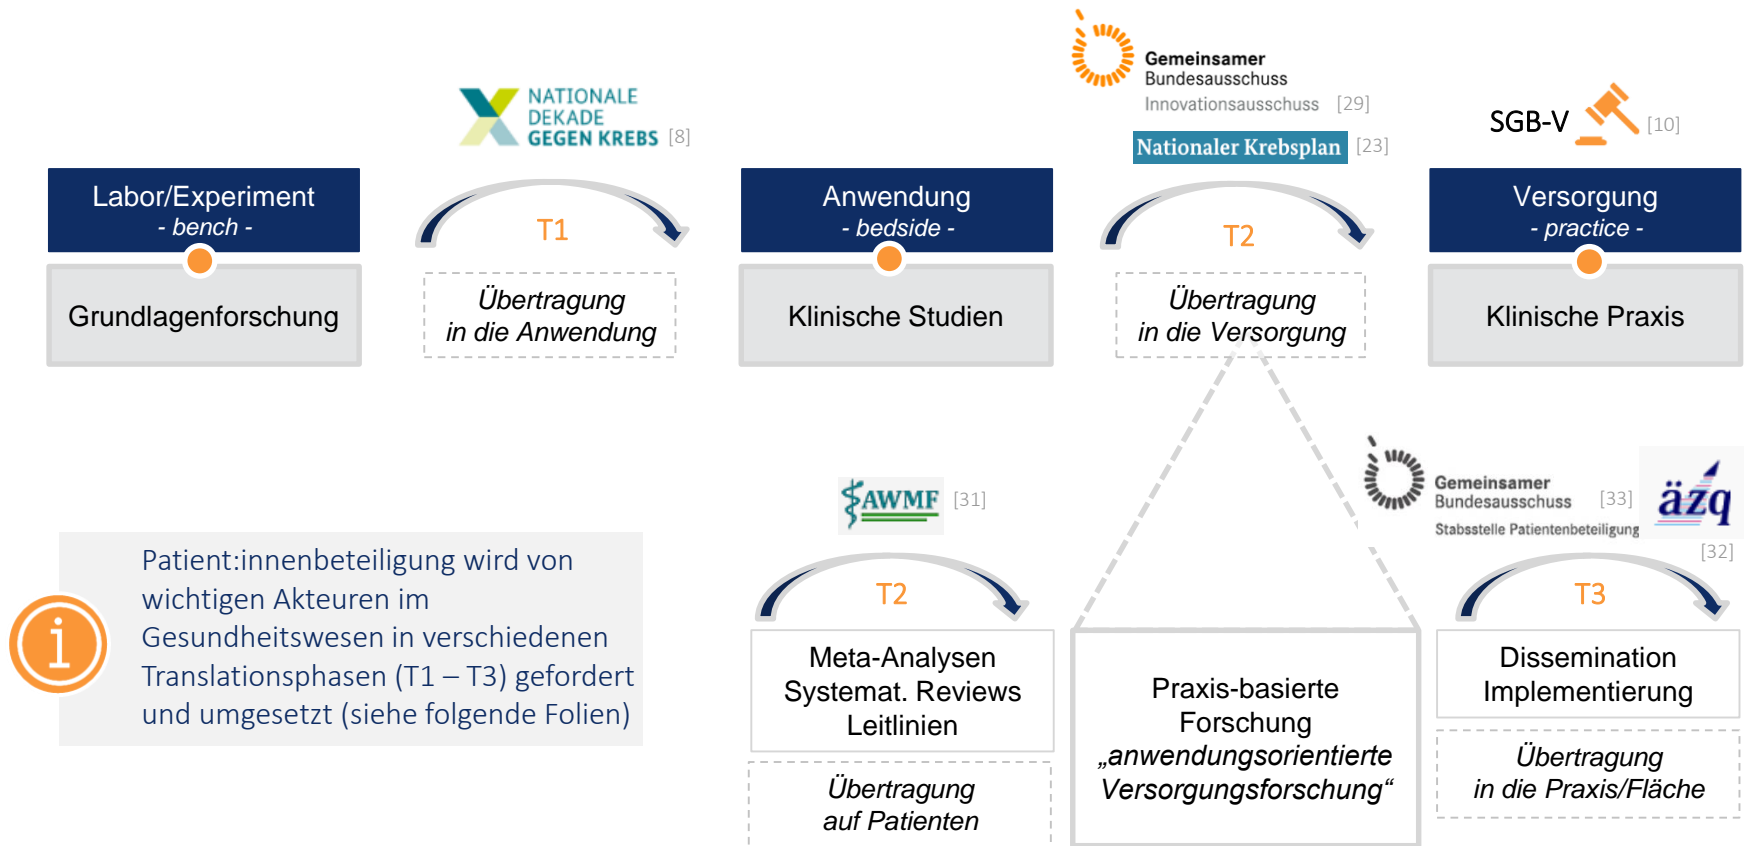 NATIONALE
DEKADE
GEGEN KREBS [8]
Gemeinsamer
Bundesausschuss
Innovationsausschuss [29]
Nationaler Krebsplan [23]
SGB-V [10]
Labor/Experiment
- bench -
Grundlagenforschung
T1
Übertragung
in die Anwendung
Anwendung
- bedside -
Klinische Studien
T2
Übertragung
in die Versorgung
Versorgung
- practice -
Klinische Praxis
i
Patient:innenbeteiligung wird von
wichtigen Akteuren im
Gesundheitswesen in verschiedenen
Translationsphasen (T1 – T3) gefordert
und umgesetzt (siehe folgende Folien)
AWMF [31]
T2
Meta-Analysen
Systemat. Reviews
Leitlinien
Übertragung
auf Patienten
Praxis-basierte
Forschung
„anwendungsorientierte
Versorgungsforschung“
Gemeinsamer
Bundesausschuss [33]
Stabsstelle Patientenbeteiligung
äzq
[32]
T3
Dissemination
Implementierung
Übertragung
in die Praxis/Fläche